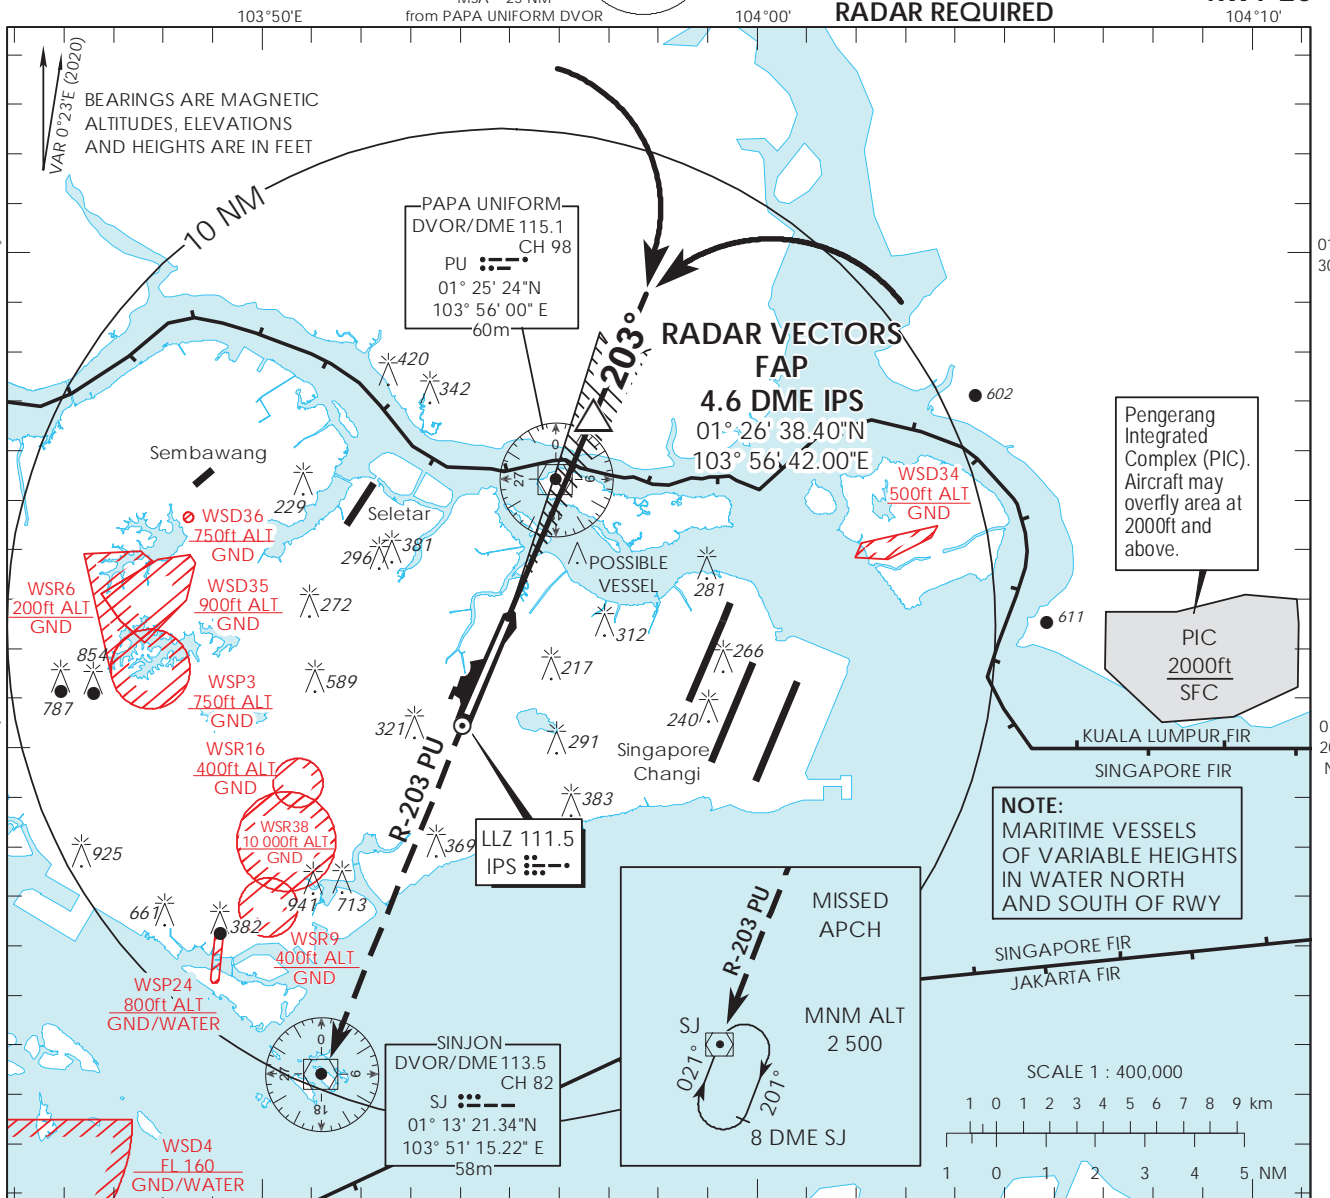 from PAPA UNIFORM DVOR
RADAR REQUIRED
103°50'E
104°00'
104°10'
VAR 0°23'E (2020)
BEARINGS ARE MAGNETIC
ALTITUDES, ELEVATIONS
AND HEIGHTS ARE IN FEET
10 NM
PAPA UNIFORM
DVOR/DME 115.1
CH 98
PU
01° 25' 24"N
103° 56' 00" E
60m
203°
RADAR VECTORS
FAP
4.6 DME IPS
01° 26' 38.40"N
103° 56' 42.00"E
420
342
602
Pengerang
Integrated
Complex (PIC).
Aircraft may
overfly area at
2000ft and
above.
Sembawang
229
Seletar
296
381
0
9
27
WSD34
500ft ALT
GND
WSD36
750ft ALT
GND
WSR6
200ft ALT
GND
WSD35
900ft ALT
GND
272
POSSIBLE
VESSEL
281
312
611
PIC
2000ft
SFC
854
787
WSP3
750ft ALT
GND
589
217
266
321
291
240
Singapore
Changi
KUALA LUMPUR FIR
SINGAPORE FIR
WSR16
400ft ALT
GND
R-203 PU
383
WSR38
10 000ft ALT
GND
369
LLZ 111.5
IPS
NOTE:
MARITIME VESSELS
OF VARIABLE HEIGHTS
IN WATER NORTH
AND SOUTH OF RWY
925
661
382
941
713
WSR9
400ft ALT
GND
WSP24
800ft ALT
GND/WATER
SINGAPORE FIR
JAKARTA FIR
R-203 PU
MISSED
APCH
MNM ALT
2 500
SJ
021°
201°
8 DME SJ
0
9
18
27
SINJON
DVOR/DME 113.5
CH 82
SJ
01° 13' 21.34"N
103° 51' 15.22" E
58m
WSD4
FL 160
GND/WATER
SCALE 1 : 400,000
1 0 1 2 3 4 5 6 7 8 9 km
1 0 1 2 3 4 5 NM